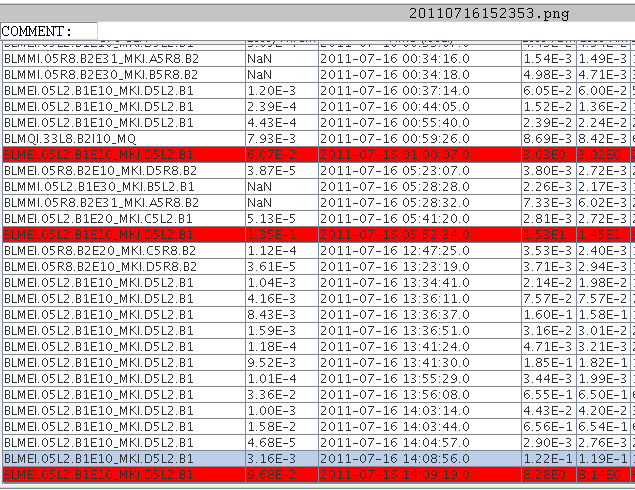 20110716152353.png
COMMENT:
BLMMI.05R8.B2E31_MKI.A5R8.B2 NaN 2011-07-16 00:34:16.0 1.54E-3 1.49E-3
BLMMI.05R8.B2E30_MKI.B5R8.B2 NaN 2011-07-16 00:34:18.0 4.98E-3 4.71E-3
BLMEI.05L2.B1E10_MKI.D5L2.B1 1.20E-3 2011-07-16 00:37:14.0 6.05E-2 6.00E-2
BLMEI.05L2.B1E10_MKI.D5L2.B1 2.39E-4 2011-07-16 00:44:05.0 1.52E-2 1.36E-2
BLMEI.05L2.B1E10_MKI.D5L2.B1 4.43E-4 2011-07-16 00:55:40.0 2.39E-2 2.24E-2
BLMQI.33L8.B2I10_MQ 7.93E-3 2011-07-16 00:59:26.0 8.69E-3 8.42E-3
BLMEI.05L2.B1E10_MKI.D5L2.B1 6.07E-2 2011-07-16 01:00:07.0 3.03E0 3.02E0
BLMEI.05R8.B2E10_MKI.D5R8.B2 3.87E-5 2011-07-16 05:23:07.0 3.80E-3 2.72E-3
BLMMI.05L2.B1E30_MKI.B5L2.B1 NaN 2011-07-16 05:28:28.0 2.26E-3 2.17E-3
BLMMI.05R8.B2E31_MKI.A5R8.B2 NaN 2011-07-16 05:28:32.0 7.33E-3 6.02E-3
BLMEI.05L2.B1E20_MKI.C5L2.B1 5.13E-5 2011-07-16 05:41:20.0 2.81E-3 2.72E-3
BLMEI.05L2.B1E10_MKI.D5L2.B1 1.35E-1 2011-07-16 05:52:34.0 1.53E1 1.45E1
BLMEI.05R8.B2E20_MKI.C5R8.B2 1.12E-4 2011-07-16 12:47:25.0 3.53E-3 2.40E-3
BLMEI.05R8.B2E10_MKI.D5R8.B2 3.61E-5 2011-07-16 13:23:19.0 3.71E-3 2.94E-3
BLMEI.05L2.B1E10_MKI.D5L2.B1 1.04E-3 2011-07-16 13:34:41.0 2.14E-2 1.98E-2
BLMEI.05L2.B1E10_MKI.D5L2.B1 4.16E-3 2011-07-16 13:36:11.0 7.57E-2 7.57E-2
BLMEI.05L2.B1E10_MKI.D5L2.B1 8.43E-3 2011-07-16 13:36:37.0 1.60E-1 1.58E-1
BLMEI.05L2.B1E10_MKI.D5L2.B1 1.59E-3 2011-07-16 13:36:51.0 3.16E-2 3.01E-2
BLMEI.05L2.B1E10_MKI.D5L2.B1 1.18E-4 2011-07-16 13:41:24.0 4.71E-3 3.21E-3
BLMEI.05L2.B1E10_MKI.D5L2.B1 9.52E-3 2011-07-16 13:41:30.0 1.85E-1 1.82E-1
BLMEI.05L2.B1E10_MKI.D5L2.B1 1.01E-4 2011-07-16 13:55:29.0 3.44E-3 1.99E-3
BLMEI.05L2.B1E10_MKI.D5L2.B1 3.36E-2 2011-07-16 13:56:08.0 6.55E-1 6.50E-1
BLMEI.05L2.B1E10_MKI.D5L2.B1 1.00E-3 2011-07-16 14:03:14.0 4.43E-2 4.20E-2
BLMEI.05L2.B1E10_MKI.D5L2.B1 1.58E-2 2011-07-16 14:03:44.0 6.56E-1 6.54E-1
BLMEI.05L2.B1E10_MKI.D5L2.B1 4.68E-5 2011-07-16 14:04:57.0 2.90E-3 2.76E-3
BLMEI.05L2.B1E10_MKI.D5L2.B1 3.16E-3 2011-07-16 14:08:56.0 1.22E-1 1.19E-1
BLMEI.05L2.B1E10_MKI.D5L2.B1 9.68E-2 2011-07-16 14:09:19.0 8.28E0 8.14E0